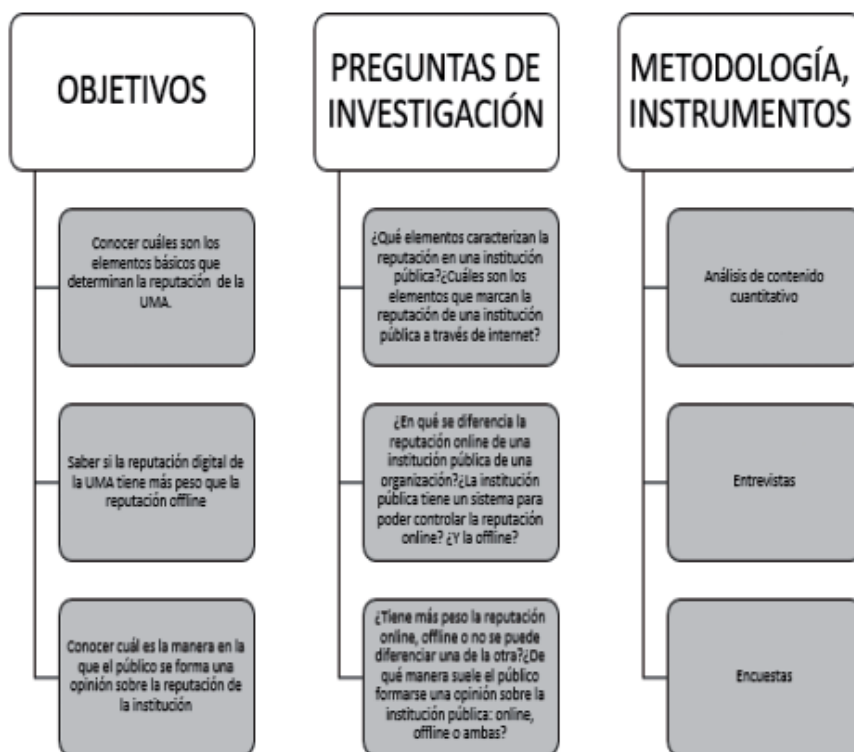 OBJETIVOS
Conocer cuáles son los
elementos básicos que
determinan la reputación de la
UMA.
Saber si la reputación digital de
la UMA tiene más peso que la
reputación offline
Conocer cuál es la manera en la
que el público se forma una
opinión sobre la reputación de
la institución
PREGUNTAS DE
INVESTIGACIÓN
¿Qué elementos caracterizan la
reputación en una institución
pública?¿Cuáles son los
elementos que marcan la
reputación de una institución
pública a través de internet?
¿En qué se diferencia la
reputación online de una
institución pública de una
organización?¿La institución
pública tiene un sistema para
poder controlar la reputación
online? ¿Y la offline?
¿Tiene más peso la reputación
online, offline o no se puede
diferenciar una de la otra?¿De
qué manera suele el público
formarse una opinión sobre la
institución pública: online,
offline o ambas?
METODOLOGÍA,
INSTRUMENTOS
Análisis de contenido
cuantitativo
Entrevistas
Encuestas